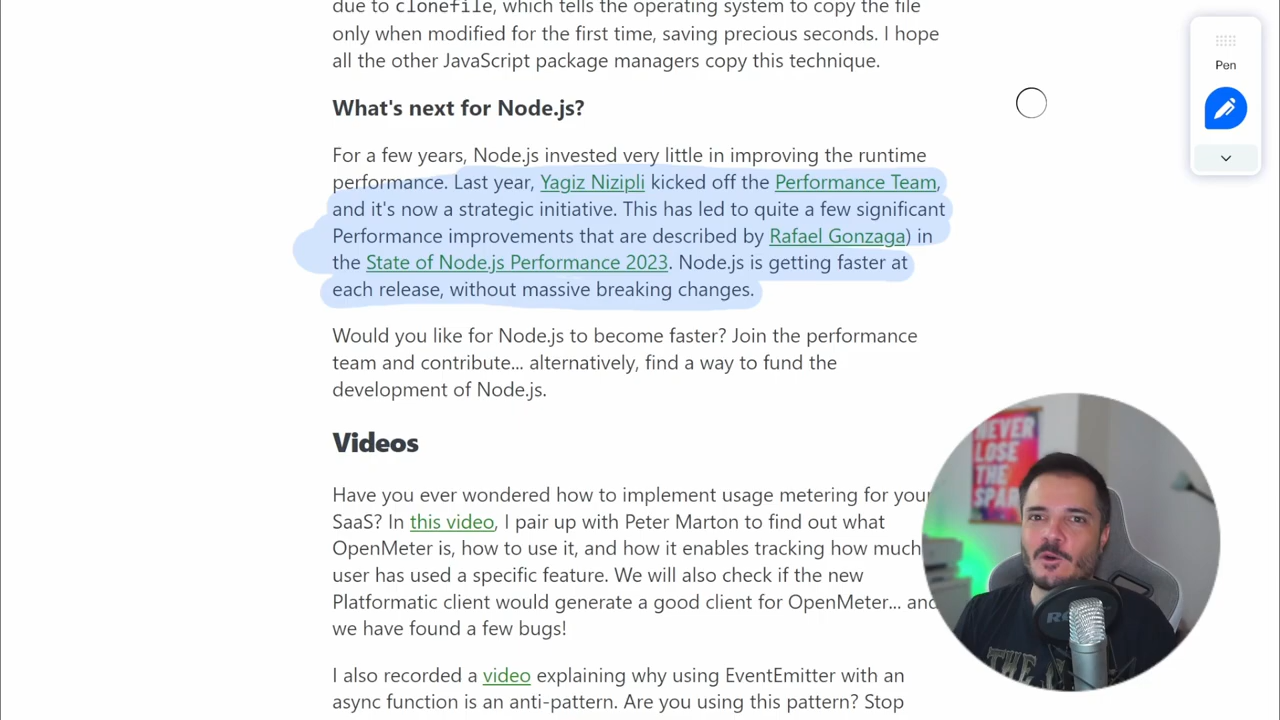 due to clonefile, which tells the operating system to copy the file
only when modified for the first time, saving precious seconds. I hope
all the other JavaScript package managers copy this technique.
Pen
What's next for Node.js?
For a few years, Node.js invested very little in improving the runtime
performance. Last year, Yagiz Nizipli kicked off the Performance Team,
and it's now a strategic initiative. This has led to quite a few significant
Performance improvements that are described by Rafael Gonzaga) in
the State of Node.js Performance 2023. Node.js is getting faster at
each release, without massive breaking changes.
Would you like for Node.js to become faster? Join the performance
team and contribute... alternatively, find a way to fund the
development of Node.js.
Videos
Have you ever wondered how to implement usage metering for your
SaaS? In this video, I pair up with Peter Marton to find out what
OpenMeter is, how to use it, and how it enables tracking how much
user has used a specific feature. We will also check if the new
Platformatic client would generate a good client for OpenMeter... and
we have found a few bugs!
I also recorded a video explaining why using EventEmitter with an
async function is an anti-pattern. Are you using this pattern? Stop
NEVER
LOSE
THE
SPAR
THE